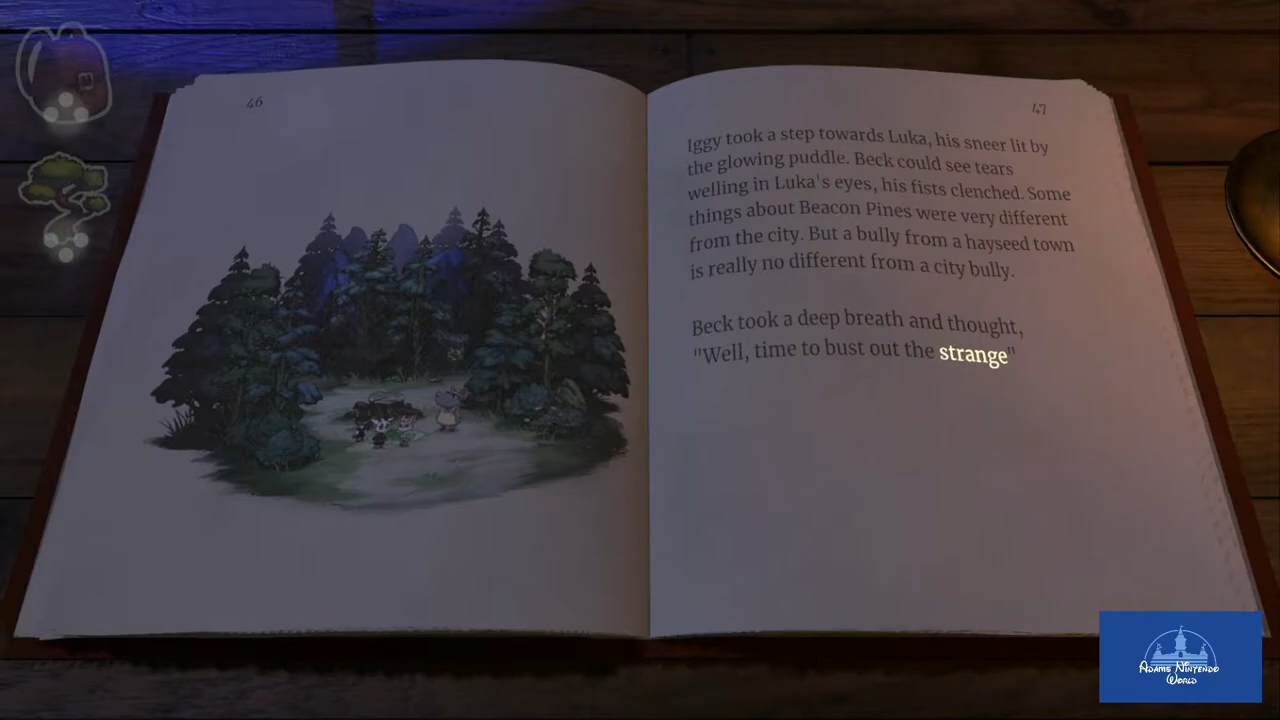 46
47
Iggy took a step towards Luka, his sneer lit by
the glowing puddle. Beck could see tears
welling in Luka's eyes, his fists clenched. Some
things about Beacon Pines were very different
from the city. But a bully from a hayseed town
is really no different from a city bully.
Beck took a deep breath and thought,
"Well, time to bust out the strange"
Adams Nintendo
World